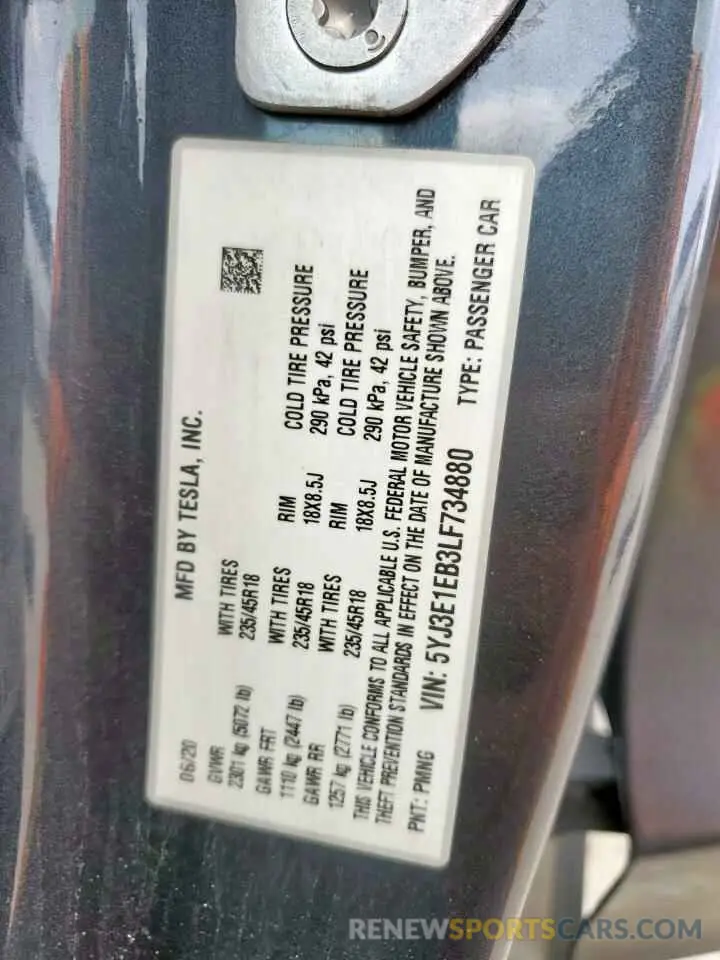 MFD BY TESLA, INC.
06/20
GVWR
2301 kg (5072 lb)
WITH TIRES
235/45R18
GAWR FRT
1110 kg (2447 lb)
WITH TIRES
235/45R18
RIM
18X8.5J
COLD TIRE PRESSURE
290 kPa, 42 psi
GAWR RR
1257 kg (2771 lb)
WITH TIRES
235/45R18
RIM
18X8.5J
COLD TIRE PRESSURE
290 kPa, 42 psi
THIS VEHICLE CONFORMS TO ALL APPLICABLE U.S. FEDERAL MOTOR VEHICLE SAFETY, BUMPER, AND
THEFT PREVENTION STANDARDS IN EFFECT ON THE DATE OF MANUFACTURE SHOWN ABOVE.
PNT: PMNG VIN: 5YJ3E1EB3LF734880 TYPE: PASSENGER CAR
RENEWSPORTSCARS.COM